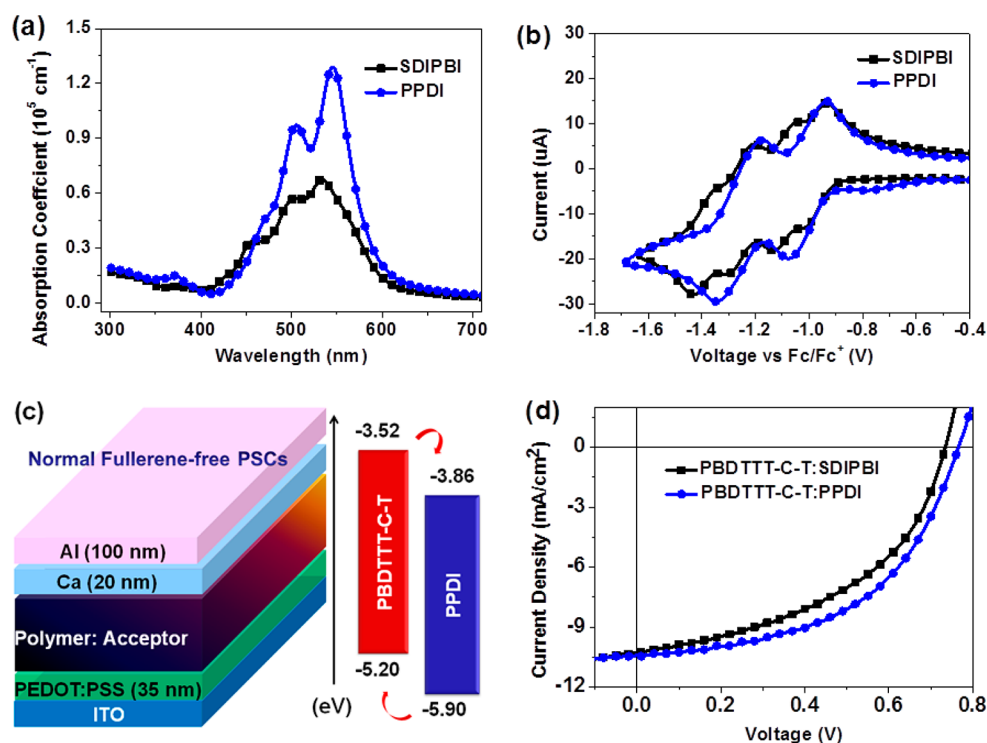 (a)
SDIPBI
PPDI
Absorption Coeffcient (10⁵ cm⁻¹)
1.5
1.2
0.9
0.6
0.3
0.0
300 400 500 600 700
Wavelength (nm)
(b)
SDIPBI
PPDI
Current (uA)
30
20
10
0
-10
-20
-30
-1.8 -1.6 -1.4 -1.2 -1.0 -0.8 -0.6 -0.4
Voltage vs Fc/Fc⁺ (V)
(c)
Normal Fullerene-free PSCs
Al (100 nm)
Ca (20 nm)
Polymer: Acceptor
PEDOT:PSS (35 nm)
ITO
(eV)
-3.52
PBDTTT-C-T
-5.20
-3.86
PPDI
-5.90
(d)
PBDTTT-C-T:SDIPBI
PBDTTT-C-T:PPDI
Current Density (mA/cm²)
0
-3
-6
-9
-12
0.0 0.2 0.4 0.6 0.8
Voltage (V)